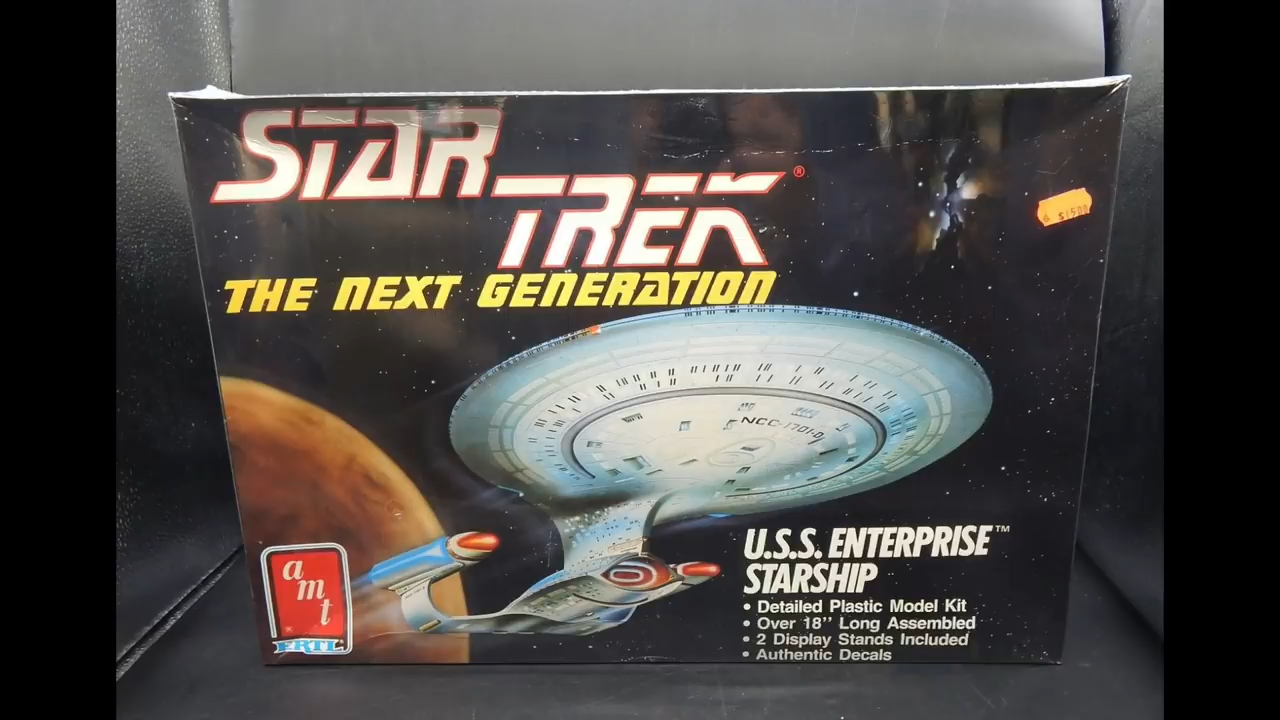 STAR
TREK®
THE NEXT GENERATION
NCC-1701-D
U.S.S. ENTERPRISE™
STARSHIP
• Detailed Plastic Model Kit
• Over 18" Long Assembled
• 2 Display Stands Included
• Authentic Decals
amt
ERTL